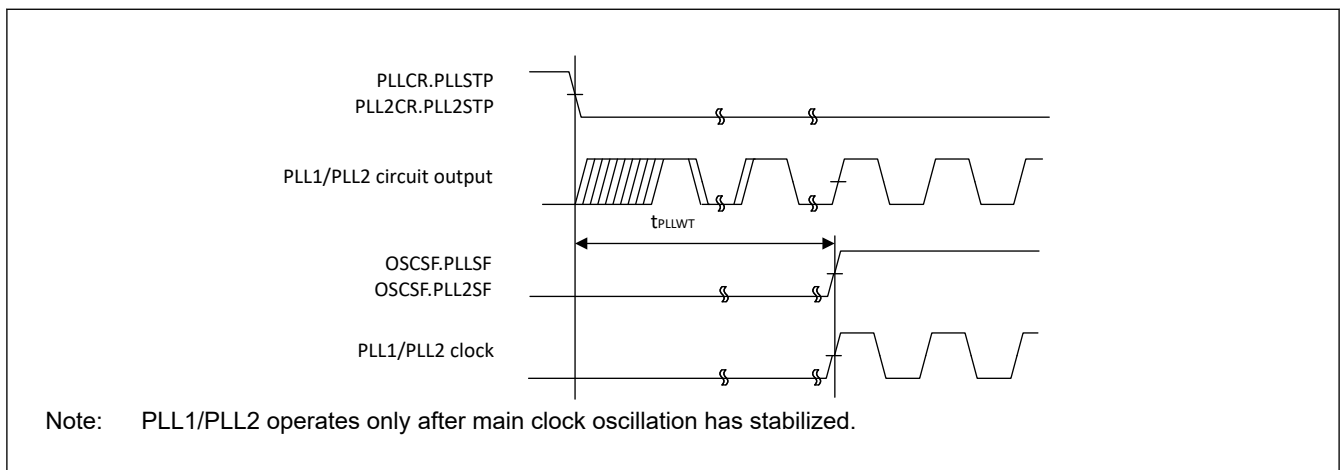 PLLCR.PLLSTP
PLL2CR.PLL2STP
PLL1/PLL2 circuit output
tPLLWT
OSCSF.PLLSF
OSCSF.PLL2SF
PLL1/PLL2 clock
Note: PLL1/PLL2 operates only after main clock oscillation has stabilized.